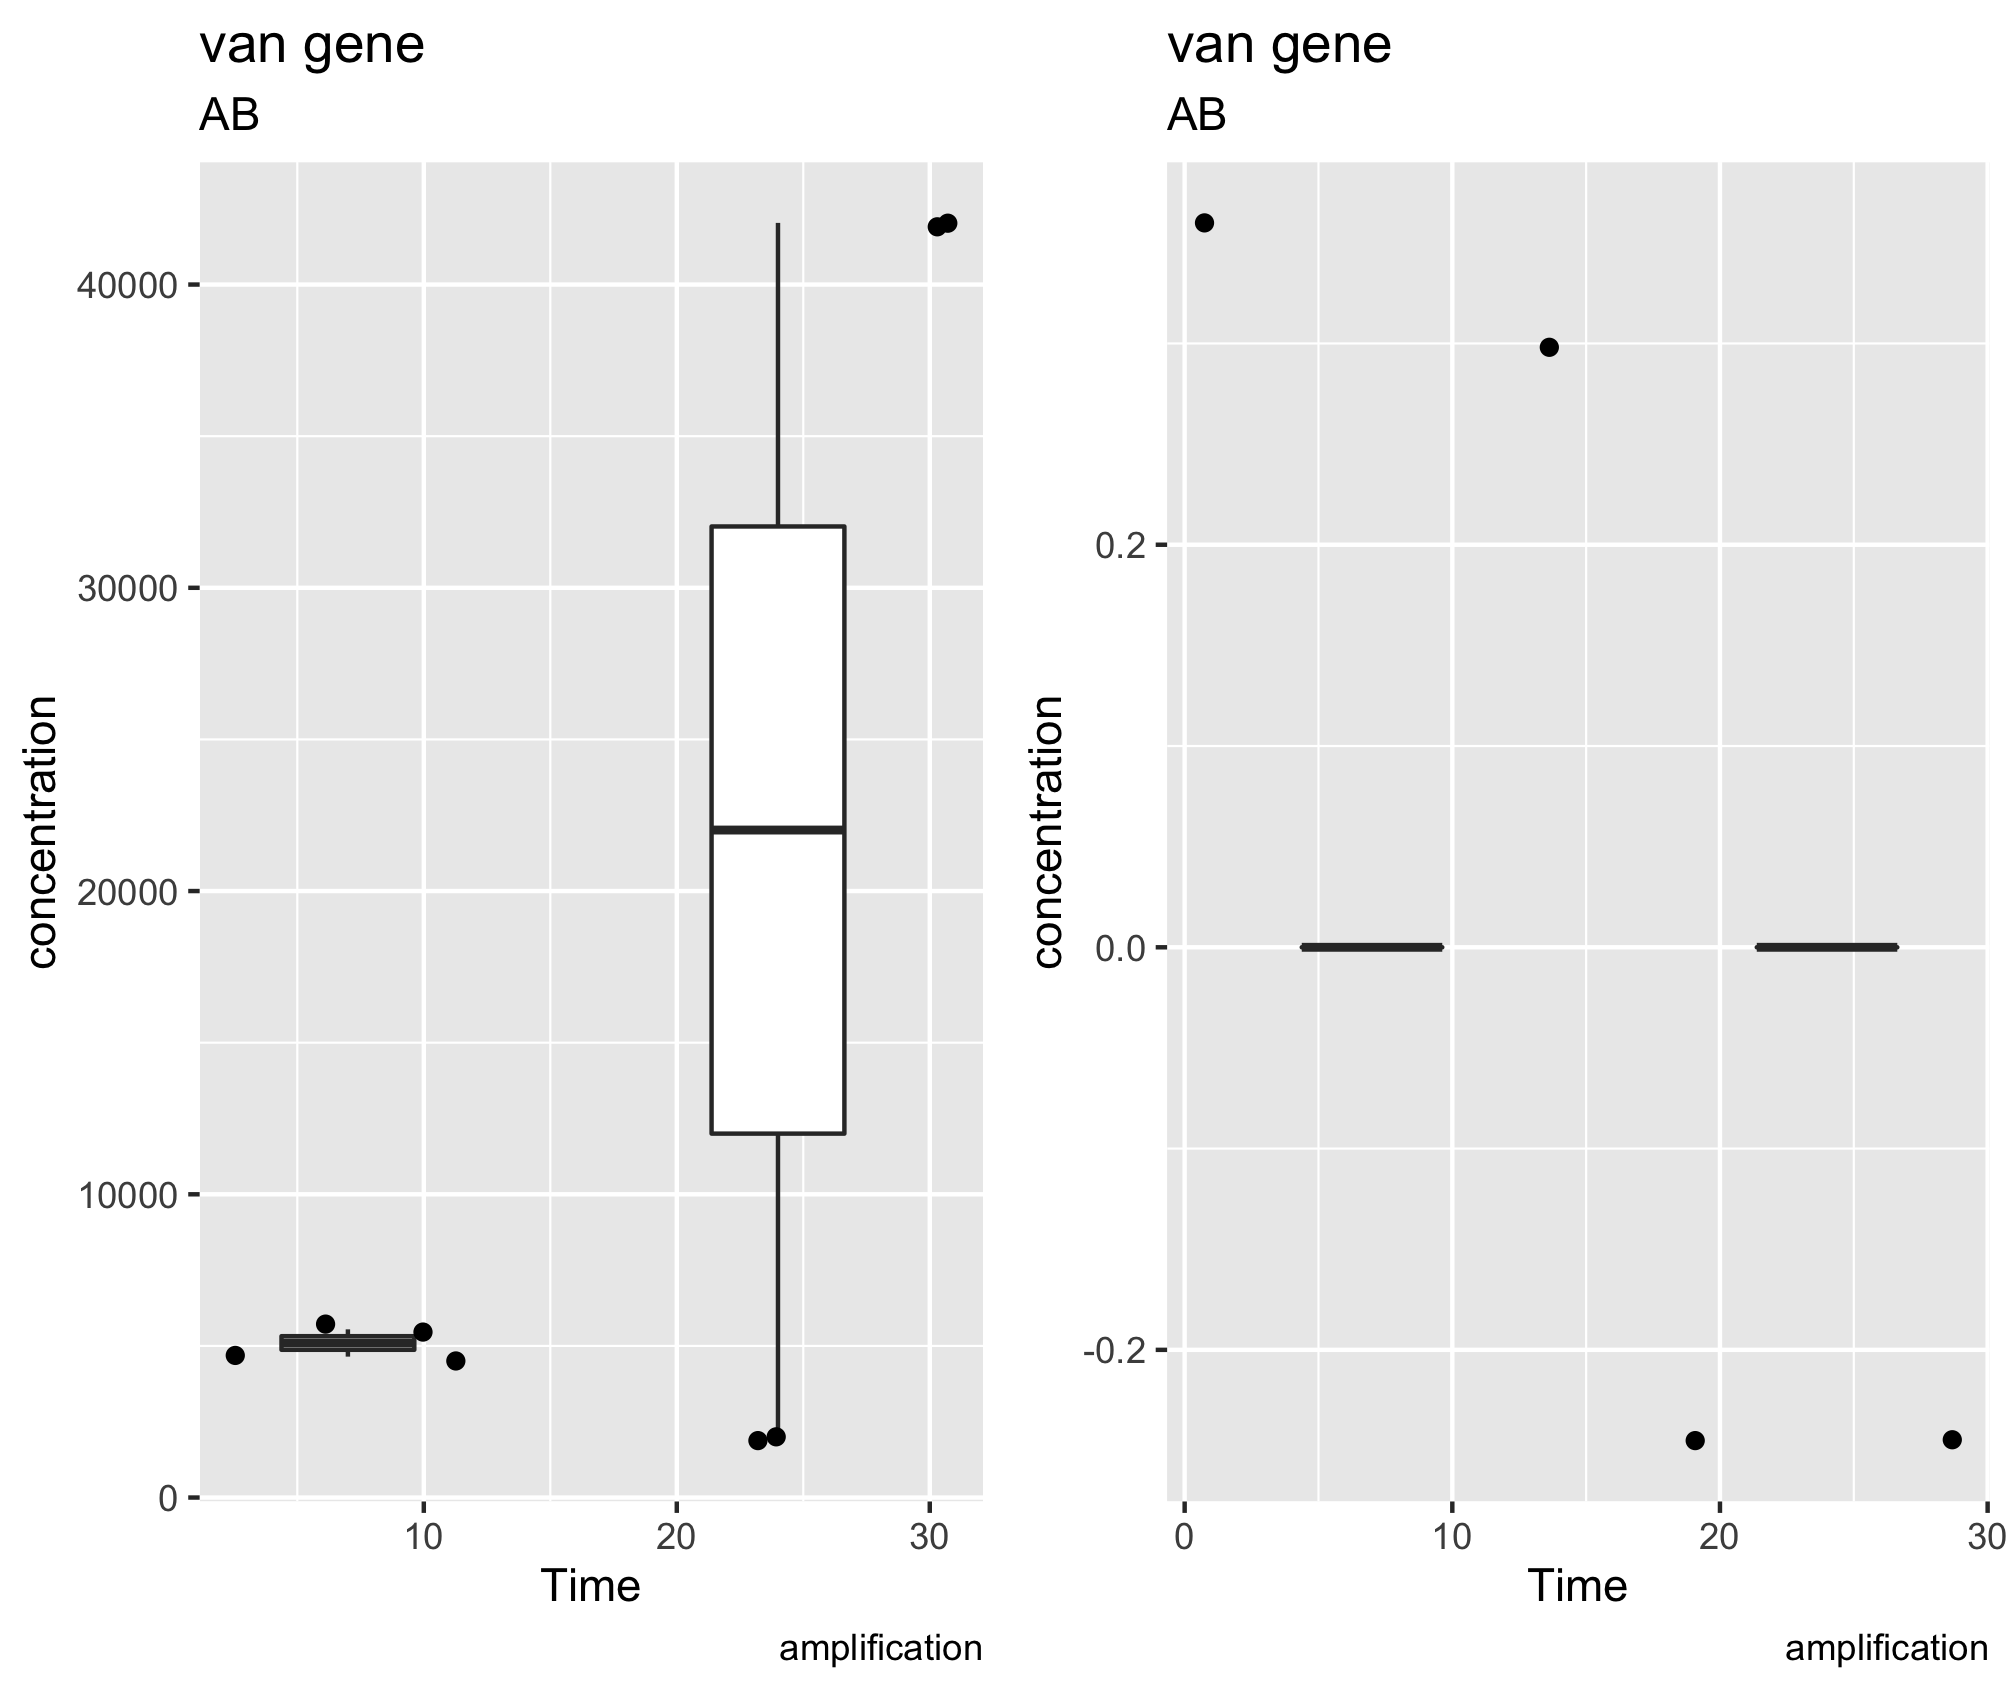 van gene
AB
concentration
40000
30000
20000
10000
0
10 20 30
Time
amplification
van gene
AB
concentration
0.2
0.0
-0.2
0 10 20 30
Time
amplification